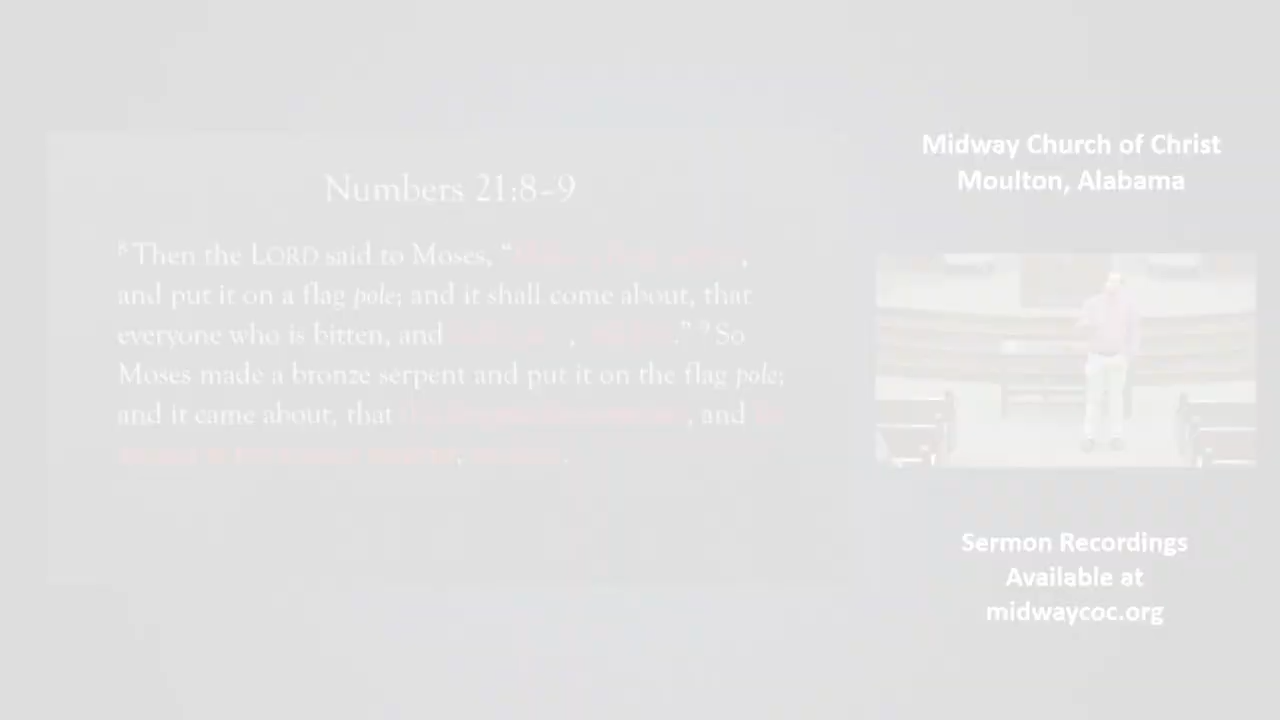 Numbers 21:8–9
8 Then the LORD said to Moses, “ ,
and put it on a flag pole; and it shall come about, that
everyone who is bitten, and , .” 9 So
Moses made a bronze serpent and put it on the flag pole;
and it came about, that , and
Midway Church of Christ
Moulton, Alabama
Sermon Recordings
Available at
midwaycoc.org